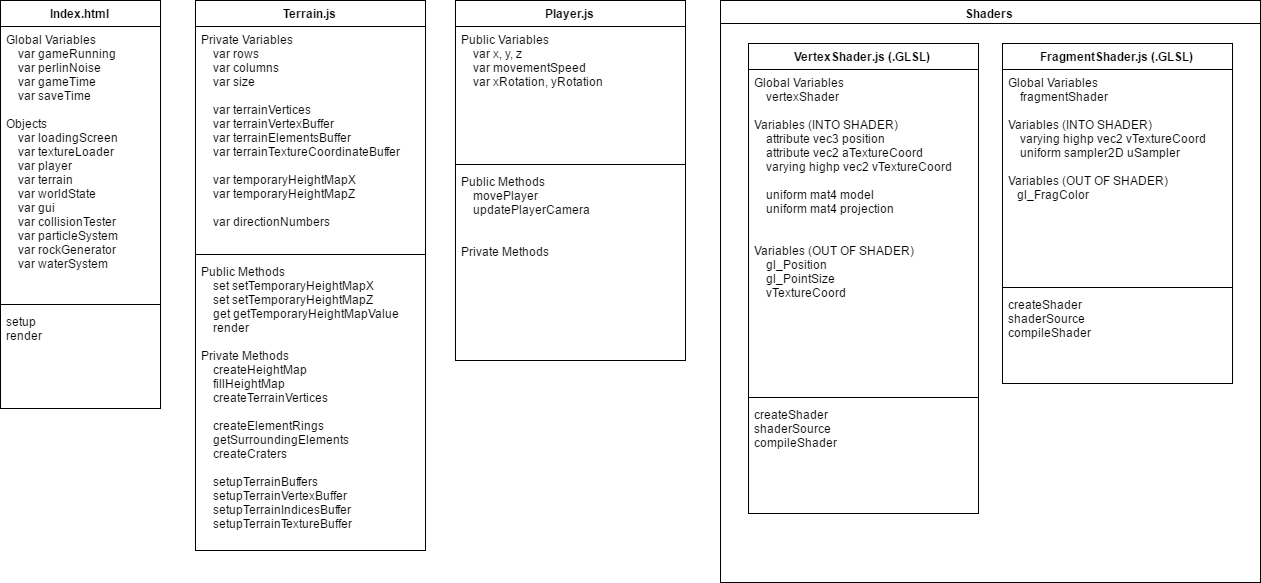 Index.html
Global Variables
var gameRunning
var perlinNoise
var gameTime
var saveTime
Objects
var loadingScreen
var textureLoader
var player
var terrain
var worldState
var gui
var collisionTester
var particleSystem
var rockGenerator
var waterSystem
setup
render
Terrain.js
Private Variables
var rows
var columns
var size
var terrainVertices
var terrainVertexBuffer
var terrainElementsBuffer
var terrainTextureCoordinateBuffer
var temporaryHeightMapX
var temporaryHeightMapZ
var directionNumbers
Public Methods
set setTemporaryHeightMapX
set setTemporaryHeightMapZ
get getTemporaryHeightMapValue
render
Private Methods
createHeightMap
fillHeightMap
createTerrainVertices
createElementRings
getSurroundingElements
createCraters
setupTerrainBuffers
setupTerrainVertexBuffer
setupTerrainIndicesBuffer
setupTerrainTextureBuffer
Player.js
Public Variables
var x, y, z
var movementSpeed
var xRotation, yRotation
Public Methods
movePlayer
updatePlayerCamera
Private Methods
Shaders
VertexShader.js (.GLSL)
Global Variables
vertexShader
Variables (INTO SHADER)
attribute vec3 position
attribute vec2 aTextureCoord
varying highp vec2 vTextureCoord
uniform mat4 model
uniform mat4 projection
Variables (OUT OF SHADER)
gl_Position
gl_PointSize
vTextureCoord
createShader
shaderSource
compileShader
FragmentShader.js (.GLSL)
Global Variables
fragmentShader
Variables (INTO SHADER)
varying highp vec2 vTextureCoord
uniform sampler2D uSampler
Variables (OUT OF SHADER)
gl_FragColor
createShader
shaderSource
compileShader